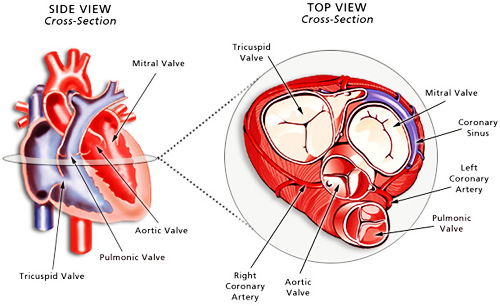 SIDE VIEW
Cross-Section
Mitral Valve
Aortic Valve
Pulmonic Valve
Tricuspid Valve
TOP VIEW
Cross-Section
Tricuspid
Valve
Mitral Valve
Coronary
Sinus
Left
Coronary
Artery
Pulmonic
Valve
Right
Coronary
Artery
Aortic
Valve